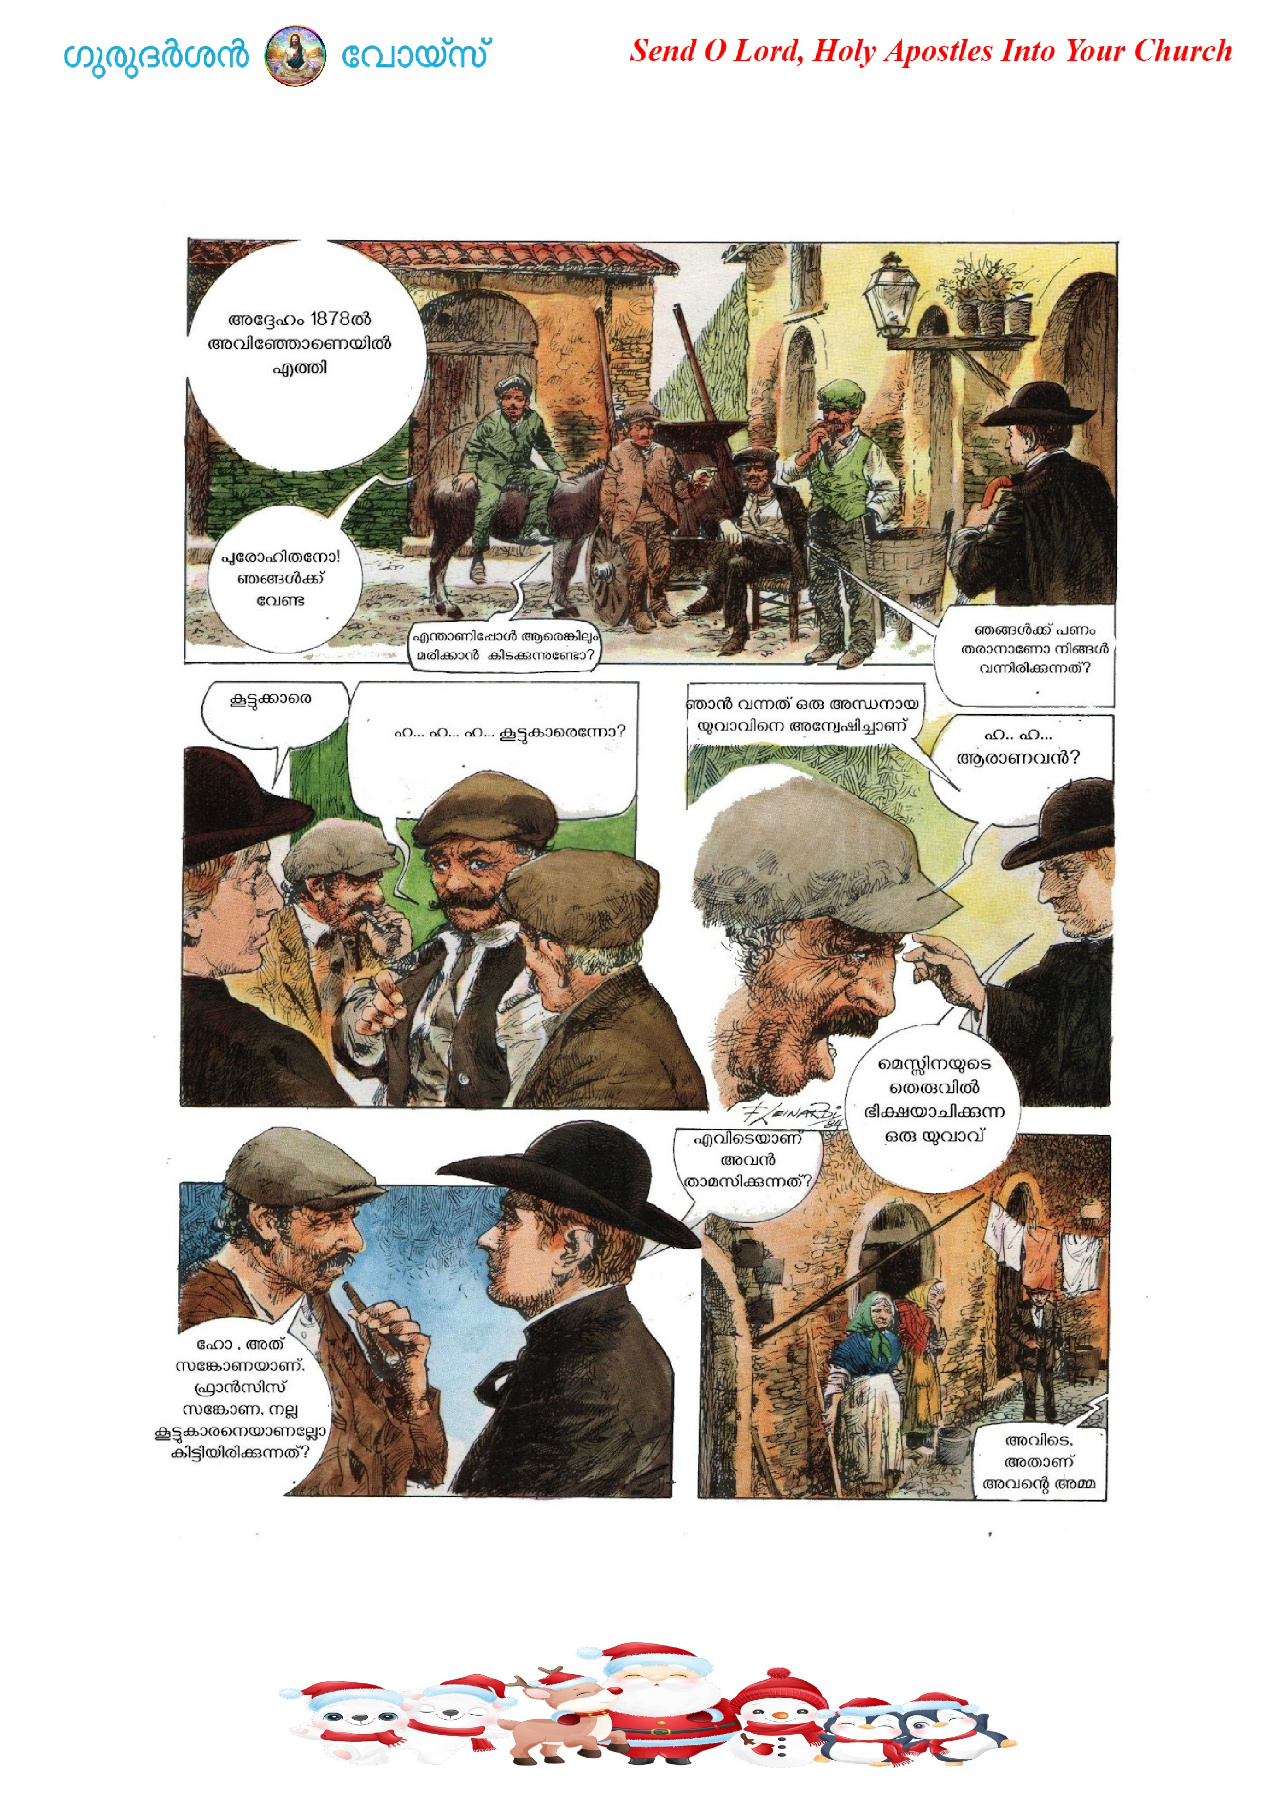 ഗുരുദർശൻ വോയ്സ്
Send O Lord, Holy Apostles Into Your Church
അദ്ദേഹം 1878ൽ
അവിഞ്ഞോണെയിൽ
എത്തി
പുരോഹിതനോ!
ഞങ്ങൾക്ക്
വേണ്ട
എന്താണിപ്പോൾ ആരെങ്കിലും
മരിക്കാൻ കിടക്കുന്നുണ്ടോ?
ഞങ്ങൾക്ക് പണം
തരാനാണോ നിങ്ങൾ
വന്നിരിക്കുന്നത്?
കൂട്ടുക്കാരെ
ഹ... ഹ... ഹ... കൂട്ടുകാരെന്നോ?
ഞാൻ വന്നത് ഒരു അന്ധനായ
യുവാവിനെ അന്വേഷിച്ചാണ്
ഹ.. ഹ...
ആരാണവൻ?
മെസ്സിനയുടെ
തെരുവിൽ
ഭിക്ഷയാചിക്കുന്ന
ഒരു യുവാവ്
ഹോ . അത്
സങ്കോണയാണ്.
ഫ്രാൻസിസ്
സങ്കോണ, നല്ല
കൂട്ടുകാരനെയാണല്ലോ
കിട്ടിയിരിക്കുന്നത്?
എവിടെയാണ്
അവൻ
താമസിക്കുന്നത്?
അവിടെ.
അതാണ്
അവന്റെ അമ്മ